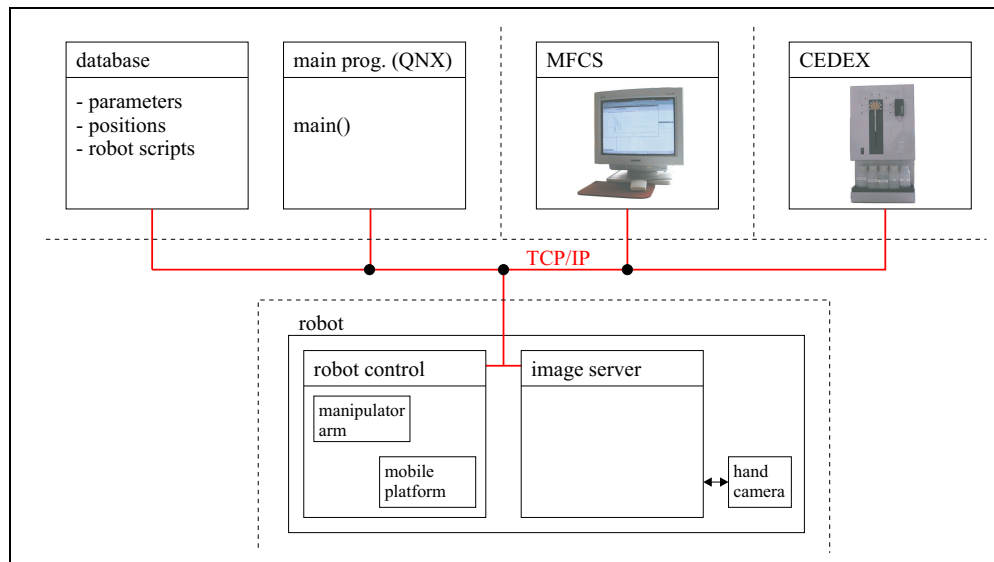 database
- parameters
- positions
- robot scripts
main prog. (QNX)
main()
MFCS
CEDEX
TCP/IP
robot
robot control
manipulator
arm
mobile
platform
image server
hand
camera